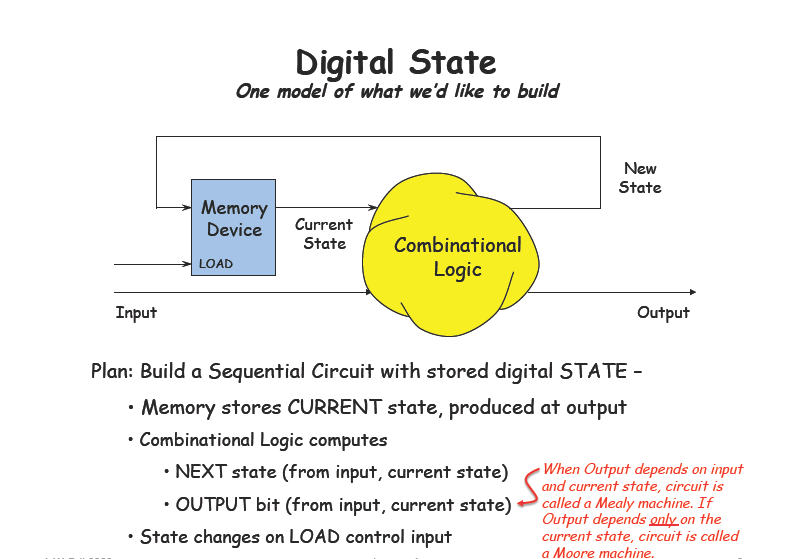 Digital State
One model of what we'd like to build
New
State
Memory
Device
Current
State
Combinational
Logic
LOAD
Input
Output
Plan: Build a Sequential Circuit with stored digital STATE –
• Memory stores CURRENT state, produced at output
• Combinational Logic computes
• NEXT state (from input, current state)
• OUTPUT bit (from input, current state)
• State changes on LOAD control input
When Output depends on input
and current state, circuit is
called a Mealy machine. If
Output depends only on the
current state, circuit is called
a Moore machine.